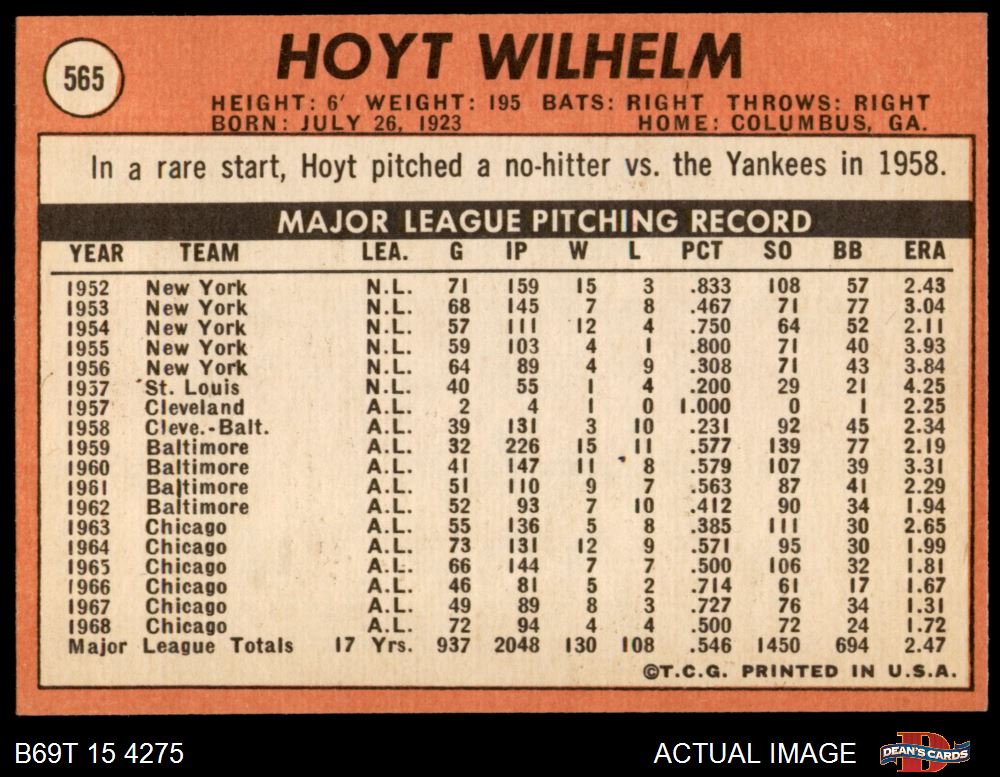 565
HOYT WILHELM
HEIGHT: 6' WEIGHT: 195 BATS: RIGHT THROWS: RIGHT
BORN: JULY 26, 1923 HOME: COLUMBUS, GA.
In a rare start, Hoyt pitched a no-hitter vs. the Yankees in 1958.
MAJOR LEAGUE PITCHING RECORD
YEAR TEAM LEA. G IP W L PCT SO BB ERA
1952 New York N.L. 71 159 15 3 .833 108 57 2.43
1953 New York N.L. 68 145 7 8 .467 71 77 3.04
1954 New York N.L. 57 111 12 4 .750 64 52 2.11
1955 New York N.L. 59 103 4 1 .800 71 40 3.93
1956 New York N.L. 64 89 4 9 .308 71 43 3.84
1957 St. Louis N.L. 40 55 1 4 .200 29 21 4.25
1957 Cleveland A.L. 2 4 1 0 1.000 0 1 2.25
1958 Cleve.-Balt. A.L. 39 131 3 10 .231 92 45 2.34
1959 Baltimore A.L. 32 226 15 11 .577 139 77 2.19
1960 Baltimore A.L. 41 147 11 8 .579 107 39 3.31
1961 Baltimore A.L. 51 110 9 7 .563 87 41 2.29
1962 Baltimore A.L. 52 93 7 10 .412 90 34 1.94
1963 Chicago A.L. 55 136 5 8 .385 111 30 2.65
1964 Chicago A.L. 73 131 12 9 .571 95 30 1.99
1965 Chicago A.L. 66 144 7 7 .500 106 32 1.81
1966 Chicago A.L. 46 81 5 2 .714 61 17 1.67
1967 Chicago A.L. 49 89 8 3 .727 76 34 1.31
1968 Chicago A.L. 72 94 4 4 .500 72 24 1.72
Major League Totals 17 Yrs. 937 2048 130 108 .546 1450 694 2.47
©T.C.G. PRINTED IN U.S.A.
B69T 15 4275 ACTUAL IMAGE DEAN'S CARDS